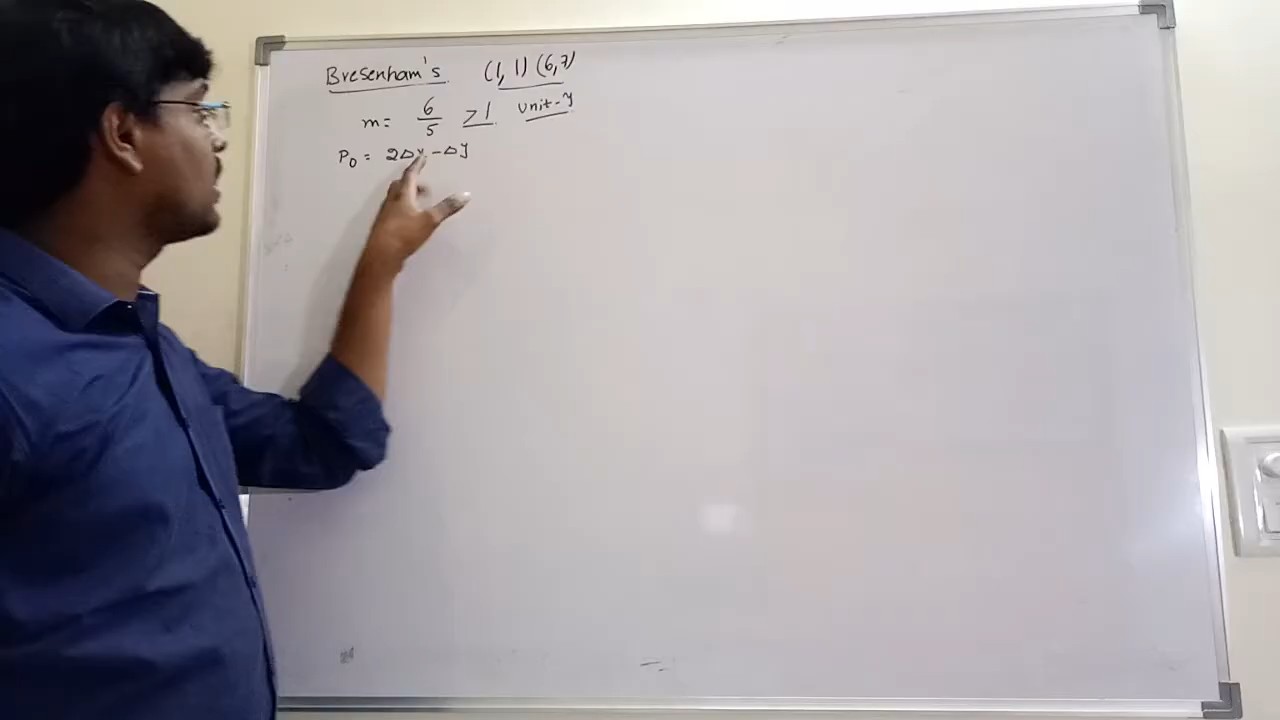 Bresenham's (1, 1) (6,7)
m= 6/5 >1 Unit-y
P0 = 2Δx-Δy